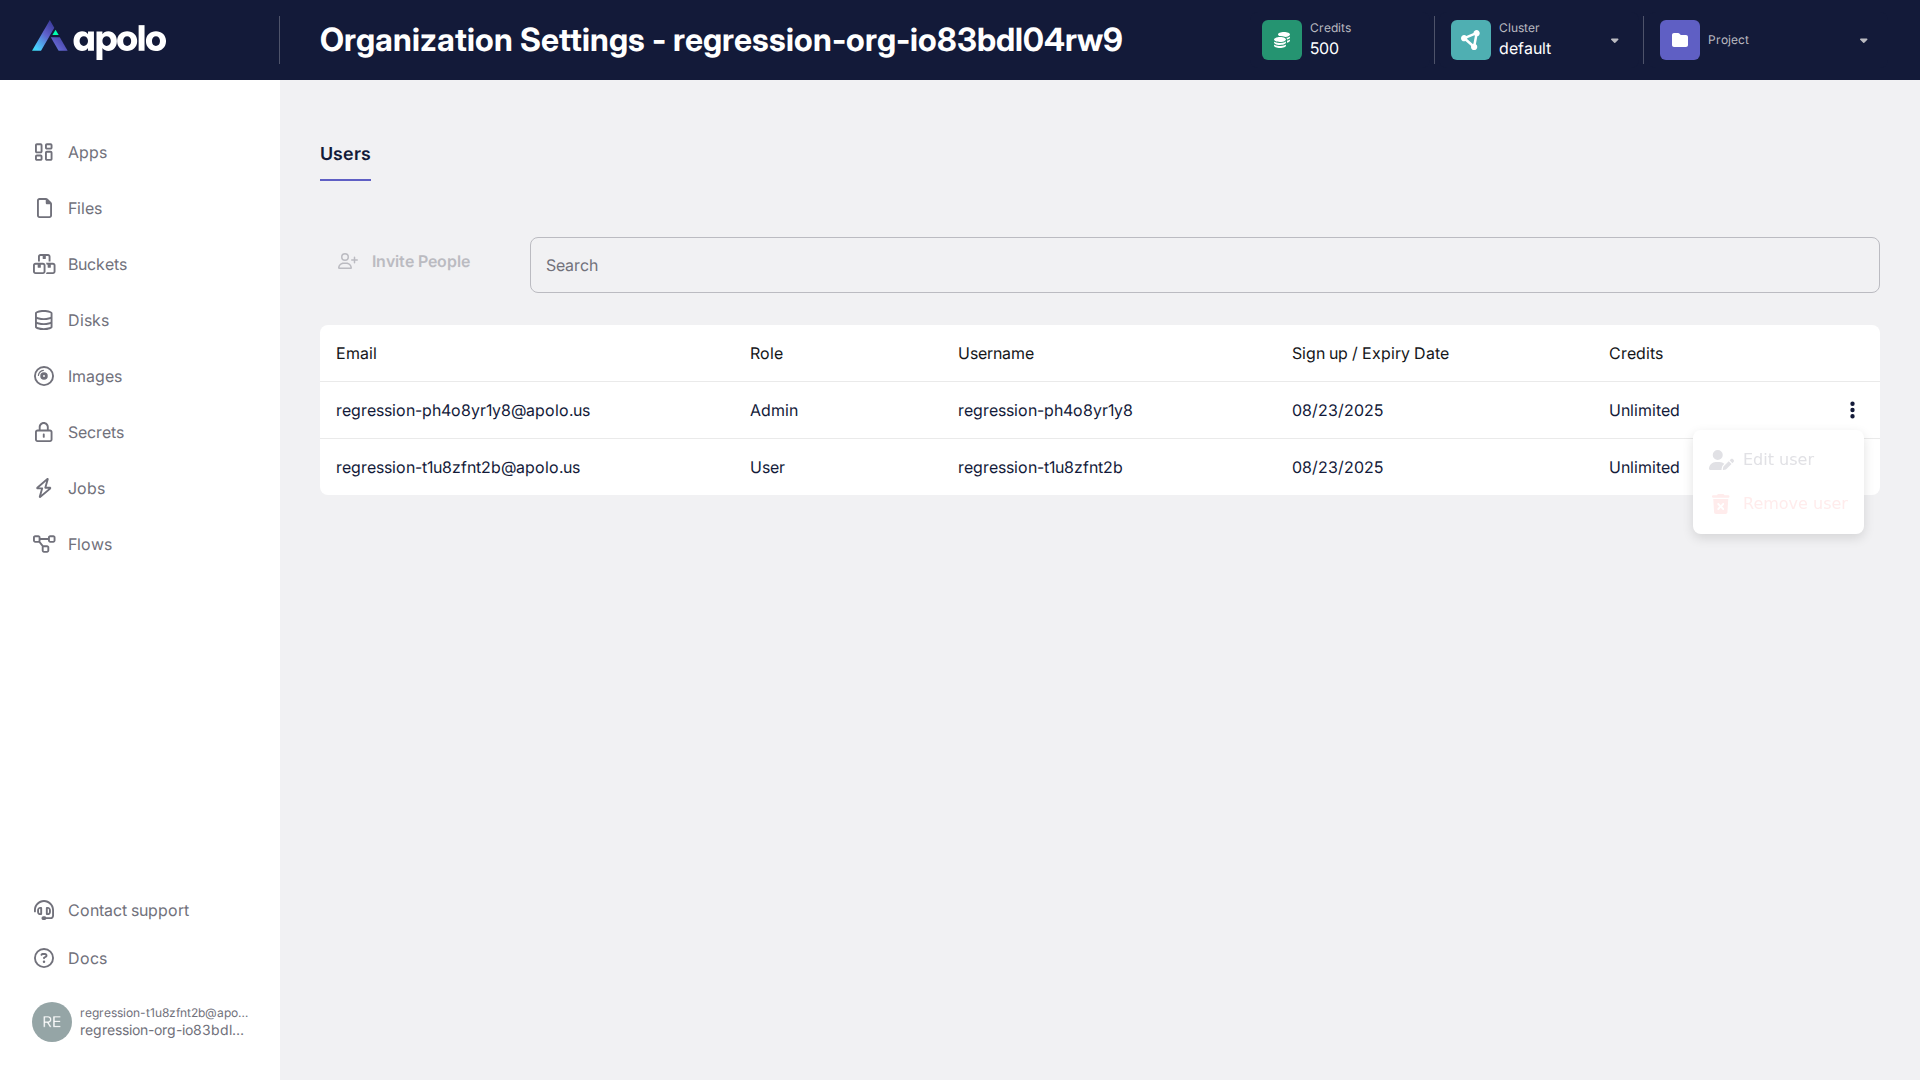 apolo
Organization Settings - regression-org-io83bdl04rw9
Credits
500
Cluster
default
Project
Apps
Files
Buckets
Disks
Images
Secrets
Jobs
Flows
Users
Invite People
Search
Email Role Username Sign up / Expiry Date Credits
regression-ph4o8yr1y8@apolo.us Admin regression-ph4o8yr1y8 08/23/2025 Unlimited
regression-t1u8zfnt2b@apolo.us User regression-t1u8zfnt2b 08/23/2025 Unlimited
Edit user
Remove user
Contact support
Docs
RE
regression-t1u8zfnt2b@apo...
regression-org-io83bdl...